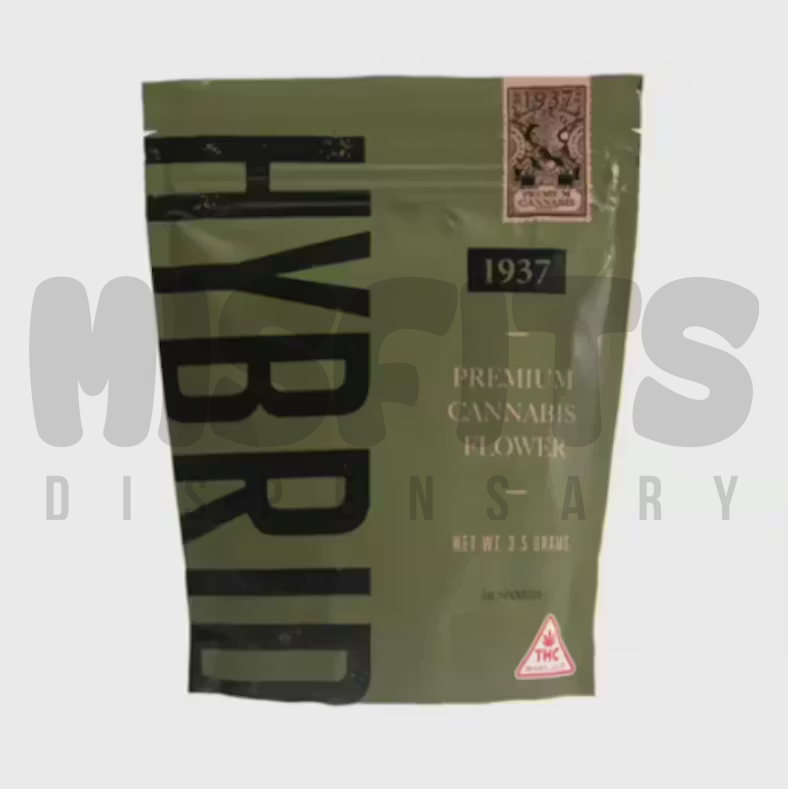 HYBRID
1937
PREMIUM
CANNABIS
1937
PREMIUM
CANNABIS
FLOWER
NET WT. 3.5 GRAMS
THC
MISFITS
DISPENSARY